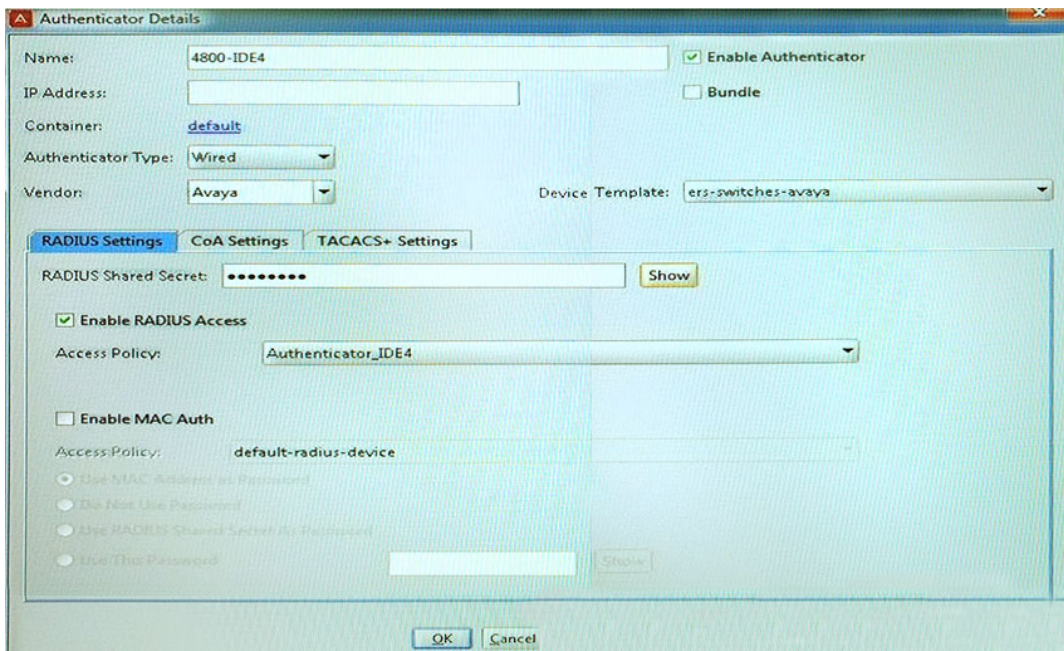 Authenticator Details
Name: 4800-IDE4 Enable Authenticator
IP Address: Bundle
Container: default
Authenticator Type: Wired
Vendor: Avaya Device Template: ers-switches-avaya
RADIUS Settings CoA Settings TACACS+ Settings
RADIUS Shared Secret: •••••••• Show
Enable RADIUS Access
Access Policy: Authenticator_IDE4
Enable MAC Auth
Access Policy: default-radius-device
Use MAC Address as Password
Do Not Use Password
Use RADIUS Shared Secret As Password
Use This Password Show
OK Cancel